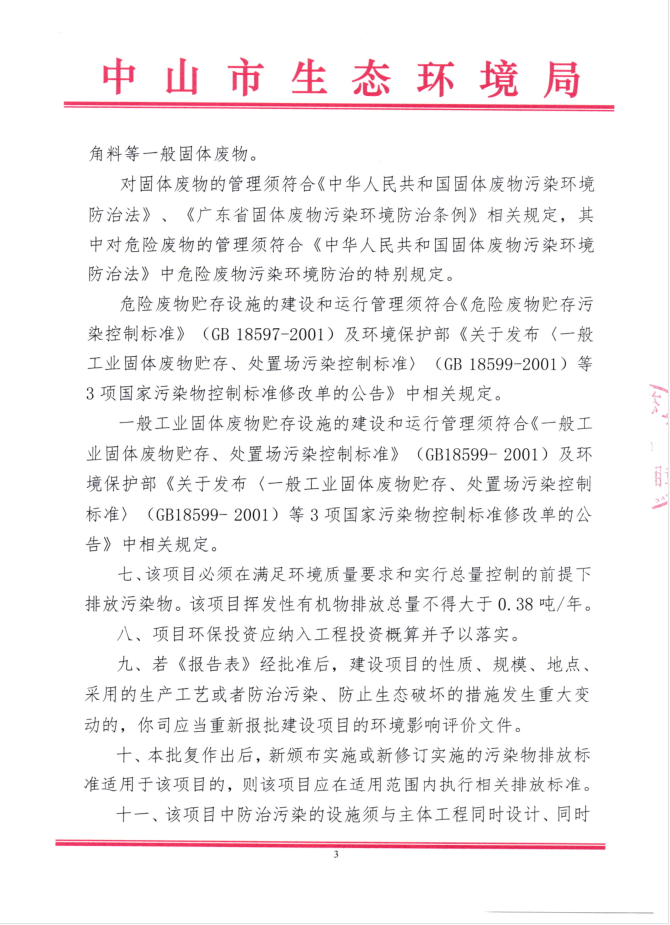 中山市生态环境局
角料等一般固体废物。
对固体废物的管理须符合《中华人民共和国固体废物污染环境
防治法》、《广东省固体废物污染环境防治条例》相关规定，其
中对危险废物的管理须符合《中华人民共和国固体废物污染环境
防治法》中危险废物污染环境防治的特别规定。
危险废物贮存设施的建设和运行管理须符合《危险废物贮存污
染控制标准》（GB 18597-2001）及环境保护部《关于发布〈一般
工业固体废物贮存、处置场污染控制标准〉（GB 18599-2001）等
3 项国家污染物控制标准修改单的公告》中相关规定。
一般工业固体废物贮存设施的建设和运行管理须符合《一般工
业固体废物贮存、处置场污染控制标准》（GB18599- 2001）及环
境保护部《关于发布〈一般工业固体废物贮存、处置场污染控制
标准〉（GB18599- 2001）等 3 项国家污染物控制标准修改单的公
告》中相关规定。
七、该项目必须在满足环境质量要求和实行总量控制的前提下
排放污染物。该项目挥发性有机物排放总量不得大于 0.38 吨/年。
八、项目环保投资应纳入工程投资概算并予以落实。
九、若《报告表》经批准后，建设项目的性质、规模、地点、
采用的生产工艺或者防治污染、防止生态破坏的措施发生重大变
动的，你司应当重新报批建设项目的环境影响评价文件。
十、本批复作出后，新颁布实施或新修订实施的污染物排放标
准适用于该项目的，则该项目应在适用范围内执行相关排放标准。
十一、该项目中防治污染的设施须与主体工程同时设计、同时
3